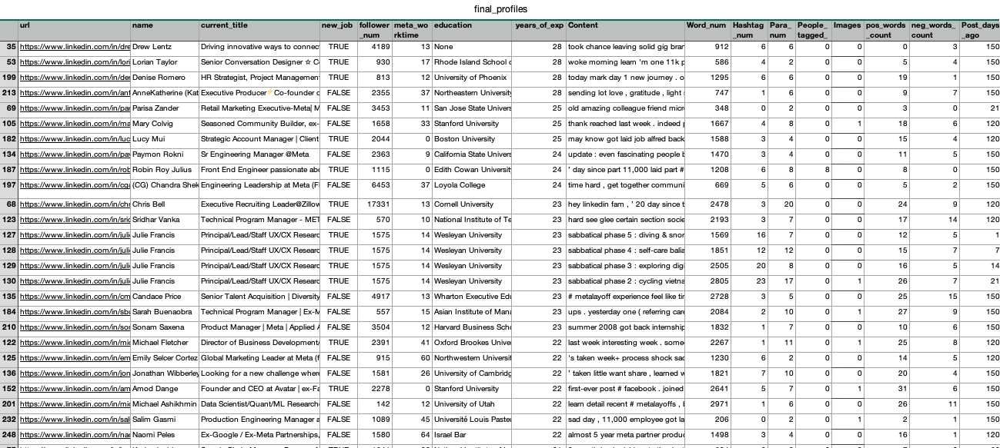 final_profiles
url name current_title new_job follower_num meta_worktime education years_of_exp Content Word_num Hashtag_num Para_num People_tagged_ Images pos_words_count neg_words_count Post_days_ago
35 https://www.linkedin.com/in/dre Drew Lentz Driving innovative ways to connect TRUE 4189 13 None 28 took chance leaving solid gig bran 912 6 6 0 0 0 3 150
53 https://www.linkedin.com/in/lori Lorian Taylor Senior Conversation Designer ☆ C TRUE 930 17 Rhode Island School o 28 woke morning learn 'm one 11k p 586 4 2 0 0 5 4 150
199 https://www.linkedin.com/in/der Denise Romero HR Strategist, Project Management TRUE 813 12 University of Phoenix 28 today mark day 1 new journey . o 1295 6 6 0 0 19 1 150
213 https://www.linkedin.com/in/ant AnneKatherine (Kat Executive Producer⚡Co-founder o FALSE 2355 37 Northeastern University 28 sending lot love , gratitude , light 747 1 6 0 0 9 7 150
69 https://www.linkedin.com/in/par Parisa Zander Retail Marketing Executive-Meta| M FALSE 3453 11 San Jose State Univers 25 old amazing colleague friend micr 348 0 2 0 0 3 0 21
105 https://www.linkedin.com/in/ma Mary Colvig Seasoned Community Builder, ex- FALSE 1658 33 Stanford University 25 thank reached last week . indeed p 1667 4 8 0 1 18 6 120
182 https://www.linkedin.com/in/luc Lucy Mui Strategic Account Manager | Client TRUE 2044 0 Boston University 25 may know got laid job alfred back 1588 3 4 0 0 15 4 120
134 https://www.linkedin.com/in/pay Paymon Rokni Sr Engineering Manager @Meta FALSE 2363 9 California State Univers 24 update : even fascinating people b 1470 3 4 0 0 11 5 150
187 https://www.linkedin.com/in/rob Robin Roy Julius Front End Engineer passionate abo TRUE 1115 0 Edith Cowan University 24 ' day since part 11,000 laid part # 1208 6 8 8 0 8 0 150
197 https://www.linkedin.com/in/cga (CG) Chandra Shek Engineering Leadership at Meta (F FALSE 6453 37 Loyola College 24 time hard , get together communi 669 5 6 0 0 5 2 150
68 https://www.linkedin.com/in/chr Chris Bell Executive Recruiting Leader@Zillow TRUE 17331 13 Cornell University 23 hey linkedin fam , ' 20 day since t 2478 3 20 0 0 24 9 120
123 https://www.linkedin.com/in/sric Sridhar Vanka Technical Program Manager - MET FALSE 570 10 National Institute of Te 23 hard see glee certain section socie 2193 3 7 0 0 17 14 120
127 https://www.linkedin.com/in/juli Julie Francis Principal/Lead/Staff UX/CX Researc TRUE 1575 14 Wesleyan University 23 sabbatical phase 5 : diving & snor 1569 16 7 0 0 12 5 1
128 https://www.linkedin.com/in/juli Julie Francis Principal/Lead/Staff UX/CX Researc TRUE 1575 14 Wesleyan University 23 sabbatical phase 4 : self-care balia 1851 12 12 0 0 15 7 7
129 https://www.linkedin.com/in/juli Julie Francis Principal/Lead/Staff UX/CX Researc TRUE 1575 14 Wesleyan University 23 sabbatical phase 3 : exploring digi 2505 20 8 0 0 16 5 14
130 https://www.linkedin.com/in/juli Julie Francis Principal/Lead/Staff UX/CX Researc TRUE 1575 14 Wesleyan University 23 sabbatical phase 2 : cycling vietna 2805 23 17 0 1 26 7 21
135 https://www.linkedin.com/in/cm Candace Price Senior Talent Acquisition | Diversity FALSE 4917 13 Wharton Executive Edu 23 # metalayoff experience feel like tir 2728 3 5 0 0 25 15 150
184 https://www.linkedin.com/in/sbu Sarah Buenaobra Technical Program Manager | Ex-M FALSE 557 15 Asian Institute of Mana 23 ups . yesterday one ( referring care 2084 2 10 0 1 27 9 150
210 https://www.linkedin.com/in/sor Sonam Saxena Product Manager | Meta | Applied A FALSE 3504 12 Harvard Business Scho 23 summer 2008 got back internship 1832 1 7 0 0 10 6 150
122 https://www.linkedin.com/in/mic Michael Fletcher Director of Business Development/ TRUE 2391 41 Oxford Brookes Unive 22 last week interesting week . some 2267 1 11 0 1 25 8 120
125 https://www.linkedin.com/in/em Emily Selcer Cortez Global Marketing Leader at Meta (f FALSE 915 60 Northwestern Universit 22 's taken week+ process shock sad 1230 6 2 0 0 14 5 120
136 https://www.linkedin.com/in/jon Jonathan Wibberley Looking for a new challenge where FALSE 1581 26 University of Cambridg 22 ' taken little want share , learned w 1821 7 10 0 0 20 4 120
152 https://www.linkedin.com/in/am Amod Dange Founder and CEO at Avatar | ex-Fa TRUE 2278 0 Stanford University 22 first-ever post # facebook . joined 2641 5 7 0 1 31 6 150
201 https://www.linkedin.com/in/mic Michael Ashikhmin Data Scientist/Quant/ML Research FALSE 142 12 University of Utah 22 learn detail recent # metalayoffs , l 2971 1 6 0 0 26 11 150
232 https://www.linkedin.com/in/sal Salim Gasmi Production Engineering Manager a FALSE 1089 45 Université Louis Paste 22 sad day , 11,000 employee got la 206 0 2 0 1 2 1 150
248 https://www.linkedin.com/in/nao Naomi Peles Ex-Google / Ex-Meta Partnerships, FALSE 1580 64 Israel Bar 22 almost 5 year meta partner produc 1498 3 4 0 0 16 0 120